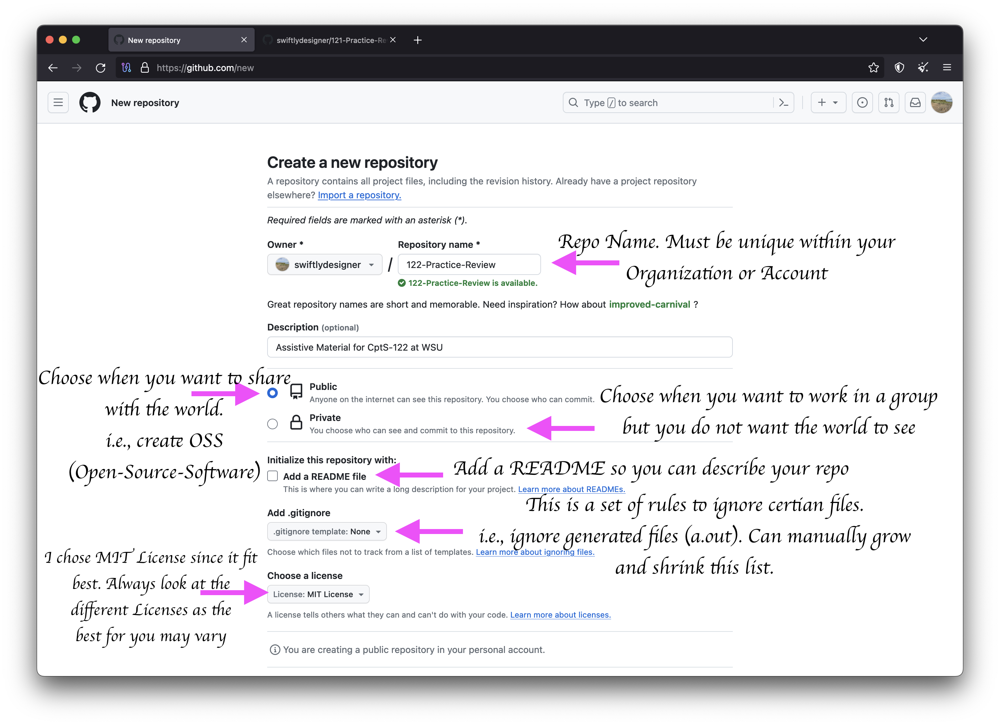 New repository
swiftlydesigner/121-Practice-Re
https://github.com/new
New repository
Type / to search
Create a new repository
A repository contains all project files, including the revision history. Already have a project repository
elsewhere? Import a repository.
Required fields are marked with an asterisk (*).
Owner *
Repository name *
swiftlydesigner
/
122-Practice-Review
122-Practice-Review is available.
Repo Name. Must be unique within your
Organization or Account
Great repository names are short and memorable. Need inspiration? How about improved-carnival ?
Description (optional)
Assistive Material for CptS-122 at WSU
Choose when you want to share
with the world.
i.e., create OSS
(Open-Source-Software)
Public
Anyone on the internet can see this repository. You choose who can commit.
Private
You choose who can see and commit to this repository.
Choose when you want to work in a group
but you do not want the world to see
Initialize this repository with:
Add a README file
This is where you can write a long description for your project. Learn more about READMEs.
Add a README so you can describe your repo
Add .gitignore
.gitignore template: None
Choose which files not to track from a list of templates. Learn more about ignoring files.
This is a set of rules to ignore certian files.
i.e., ignore generated files (a.out). Can manually grow
and shrink this list.
I chose MIT License since it fit
best. Always look at the
different Licenses as the
best for you may vary
Choose a license
License: MIT License
A license tells others what they can and can't do with your code. Learn more about licenses.
You are creating a public repository in your personal account.